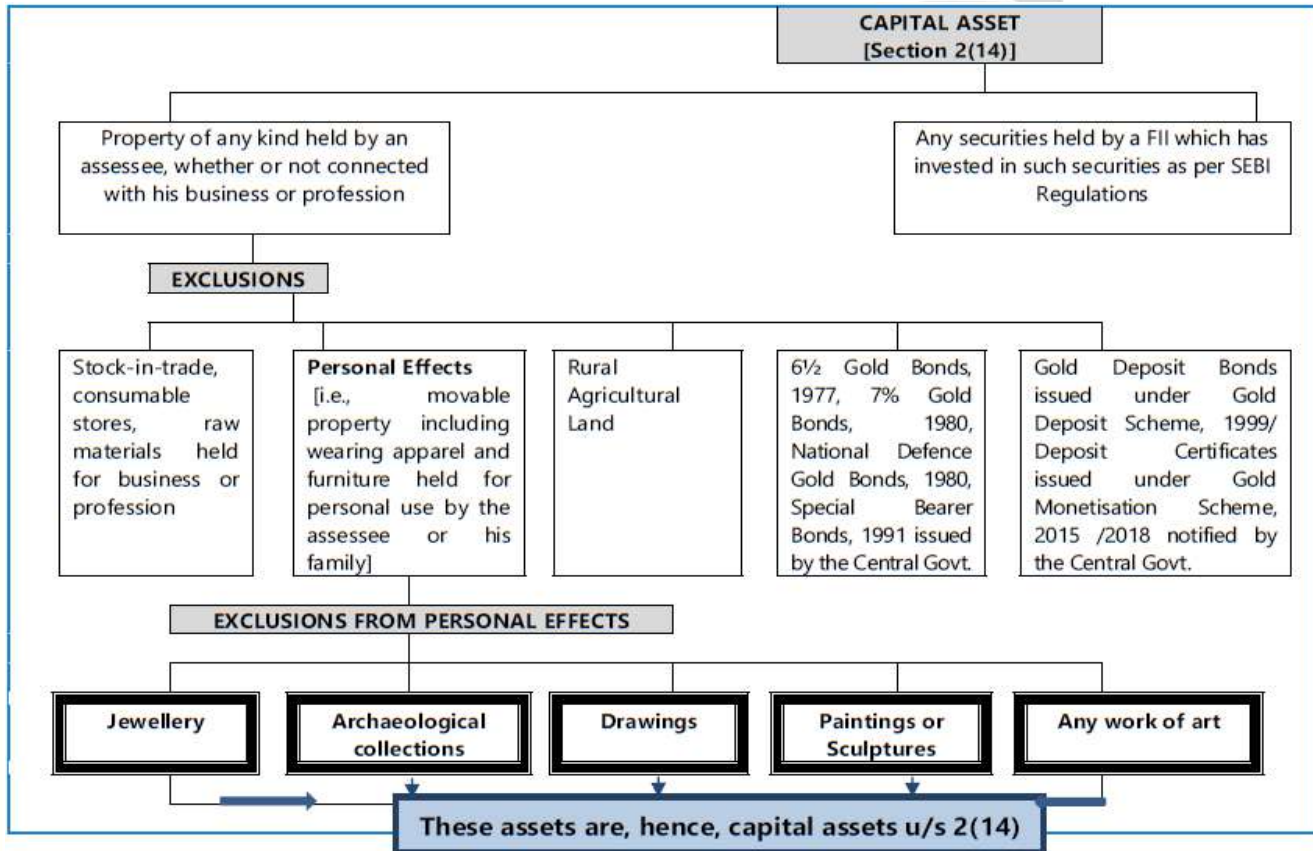 CAPITAL ASSET
[Section 2(14)]
Property of any kind held by an
assessee, whether or not connected
with his business or profession
Any securities held by a FII which has
invested in such securities as per SEBI
Regulations
EXCLUSIONS
Stock-in-trade,
consumable
stores, raw
materials held
for business or
profession
Personal Effects
[i.e., movable
property including
wearing apparel and
furniture held for
personal use by the
assessee or his
family]
Rural
Agricultural
Land
6½ Gold Bonds,
1977, 7% Gold
Bonds, 1980,
National Defence
Gold Bonds, 1980,
Special Bearer
Bonds, 1991 issued
by the Central Govt.
Gold Deposit Bonds
issued under Gold
Deposit Scheme, 1999/
Deposit Certificates
issued under Gold
Monetisation Scheme,
2015 /2018 notified by
the Central Govt.
EXCLUSIONS FROM PERSONAL EFFECTS
Jewellery
Archaeological
collections
Drawings
Paintings or
Sculptures
Any work of art
These assets are, hence, capital assets u/s 2(14)